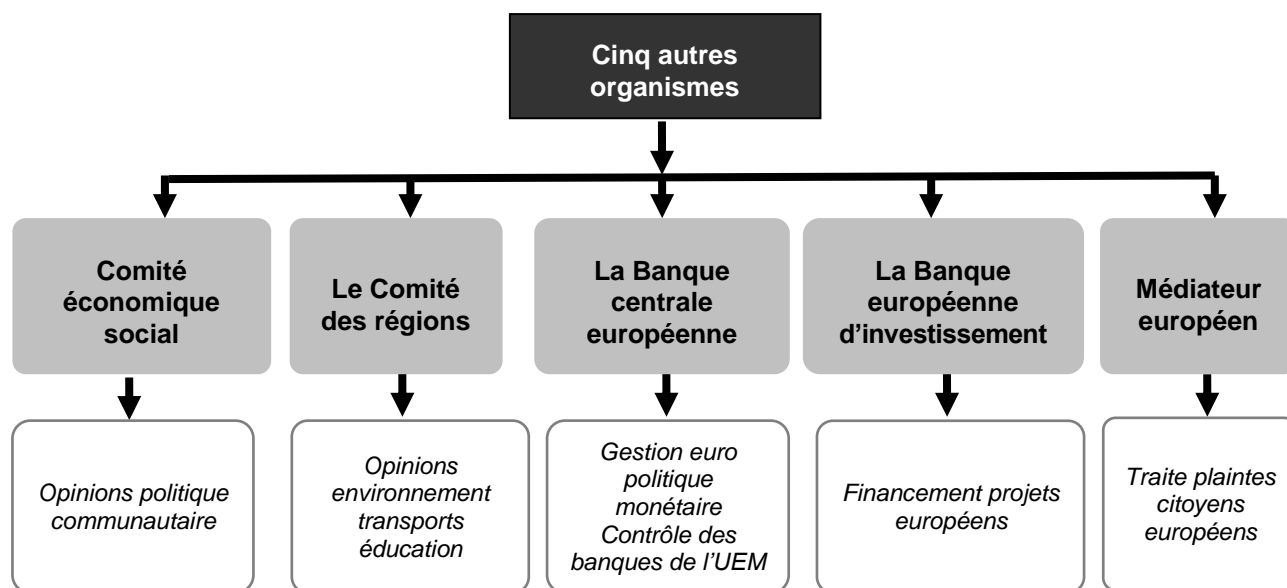 Cinq autres
organismes
Comité
économique
social
Le Comité
des régions
La Banque
centrale
européenne
La Banque
européenne
d’investissement
Médiateur
européen
Opinions politique
communautaire
Opinions
environnement
transports
éducation
Gestion euro
politique
monétaire
Contrôle des
banques de l’UEM
Financement projets
européens
Traite plaintes
citoyens
européens